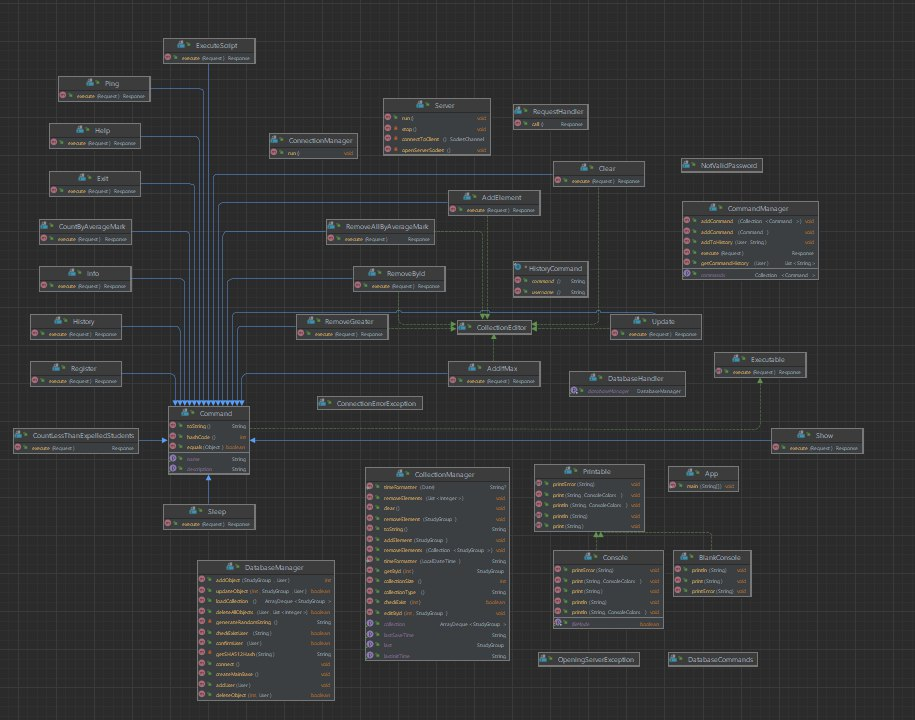 ExecuteScript
execute (Request) Response
Ping
execute (Request) Response
Server
run () void
stop () void
connectToClient () SocketChannel
openServerSocket () void
RequestHandler
call () Response
Help
execute (Request) Response
ConnectionManager
run () void
Clear
execute (Request) Response
NotValidPassword
Exit
execute (Request) Response
AddElement
execute (Request) Response
CommandManager
addCommand (Collection <Command>) void
addCommand (Command) void
addToHistory (User, String) void
execute (Request) Response
getCommandHistory (User) List <String>
commands Collection <Command>
CountByAverageMark
execute (Request) Response
RemoveAllByAverageMark
execute (Request) Response
Info
execute (Request) Response
RemoveById
execute (Request) Response
HistoryCommand
command () String
username () String
History
execute (Request) Response
RemoveGreater
execute (Request) Response
CollectionEditor
Update
execute (Request) Response
Register
execute (Request) Response
AddIfMax
execute (Request) Response
Executable
execute (Request) Response
DatabaseHandler
databaseManager DatabaseManager
ConnectionErrorException
Command
toString () String
hashCode () int
equals (Object) boolean
name String
description String
CountLessThanExpelledStudents
execute (Request) Response
Show
execute (Request) Response
Sleep
execute (Request) Response
CollectionManager
timeFormatter (Date) String?
removeElements (List <Integer>) void
clear () void
removeElement (StudyGroup) void
toString () String
addElement (StudyGroup) void
removeElements (Collection <StudyGroup>) void
timeFormatter (LocalDateTime) String
getById (int) StudyGroup
collectionSize () int
collectionType () String
checkExist (int) boolean
editById (int, StudyGroup) void
collection ArrayDeque <StudyGroup>
lastSaveTime String
last StudyGroup
lastInitTime String
Printable
printError (String) void
print (String, ConsoleColors) void
println (String, ConsoleColors) void
println (String) void
print (String) void
App
main (String[]) void
Console
printError (String) void
print (String, ConsoleColors) void
print (String) void
println (String) void
println (String, ConsoleColors) void
fileMode boolean
BlankConsole
println (String) void
print (String) void
printError (String) void
DatabaseManager
addObject (StudyGroup, User) int
updateObject (int, StudyGroup, User) boolean
loadCollection () ArrayDeque <StudyGroup>
deleteAllObjects (User, List <Integer>) boolean
generateRandomString () String
checkExistUser (String) boolean
confirmUser (User) boolean
getSHA512Hash (String) String
connect () void
createMainBase () void
addUser (User) void
deleteObject (int, User) boolean
OpeningServerException
DatabaseCommands